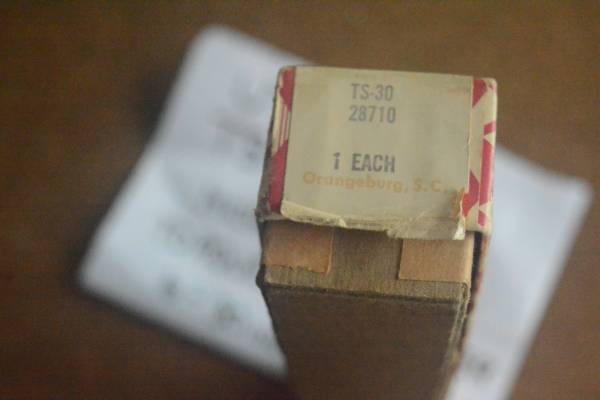 TS-30
28710
1 EACH
Orangeburg, S.C.